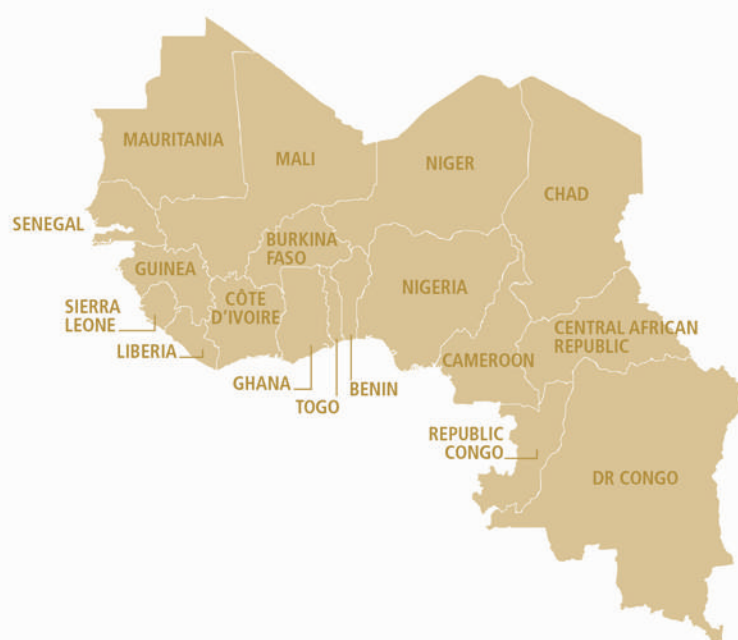 MAURITANIA
MALI
NIGER
CHAD
SENEGAL
BURKINA
FASO
GUINEA
NIGERIA
CÔTE
D'IVOIRE
SIERRA
LEONE
CENTRAL AFRICAN
REPUBLIC
LIBERIA
CAMEROON
GHANA
BENIN
TOGO
REPUBLIC
CONGO
DR CONGO